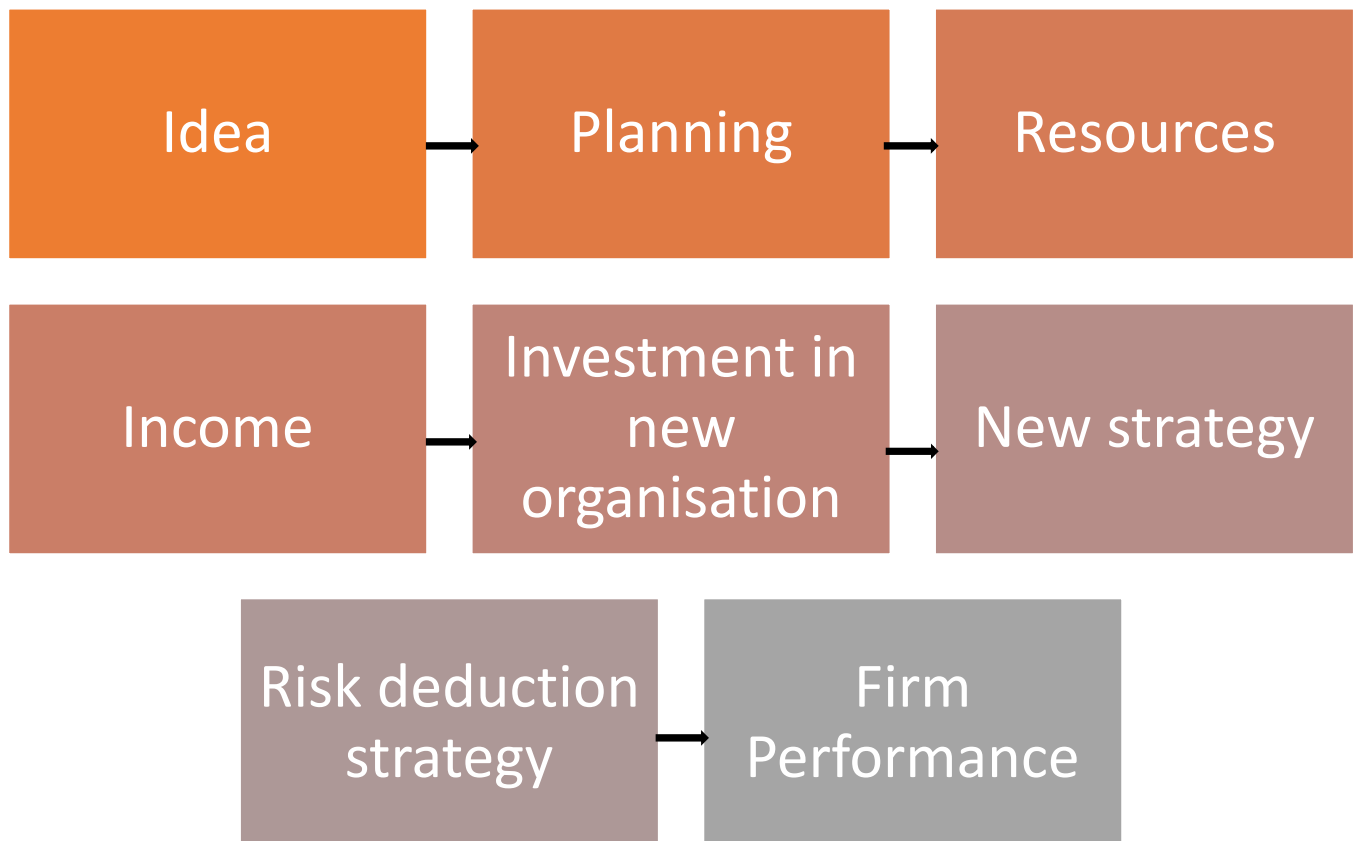 Idea
Planning
Resources
Income
Investment in
new
organisation
New strategy
Risk deduction
strategy
Firm
Performance